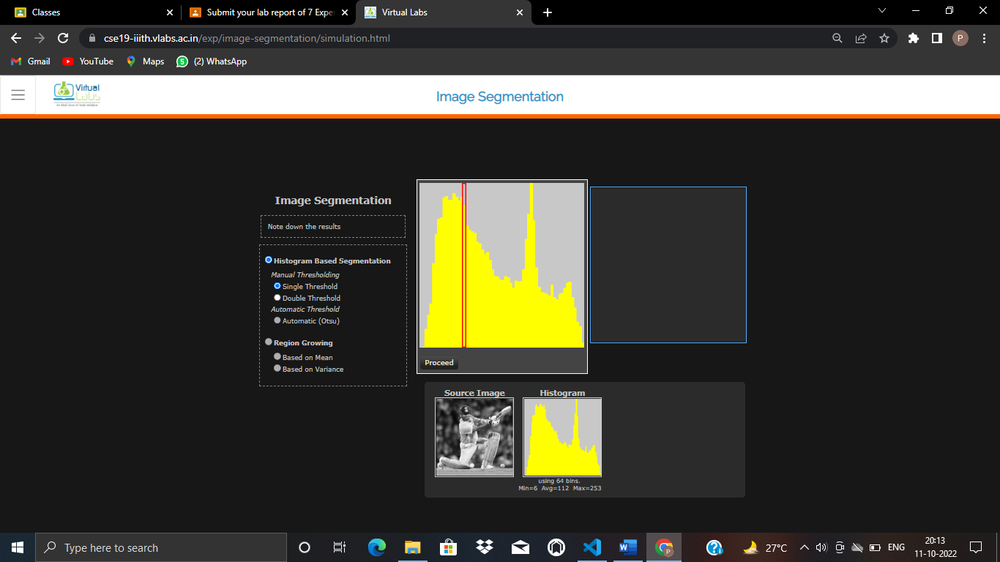 Classes
Submit your lab report of 7 Expe
Virtual Labs
cse19-iiith.vlabs.ac.in/exp/image-segmentation/simulation.html
P
Gmail
YouTube
Maps
5
(2) WhatsApp
Virtual
Labs
Image Segmentation
Image Segmentation
Note down the results
Histogram Based Segmentation
Manual Thresholding
Single Threshold
Double Threshold
Automatic Threshold
Automatic (Otsu)
Region Growing
Based on Mean
Based on Variance
Proceed
Source Image
Histogram
using 64 bins.
Min=6 Avg=112 Max=253
Type here to search
W
P
?
27°C
ENG
20:13
11-10-2022